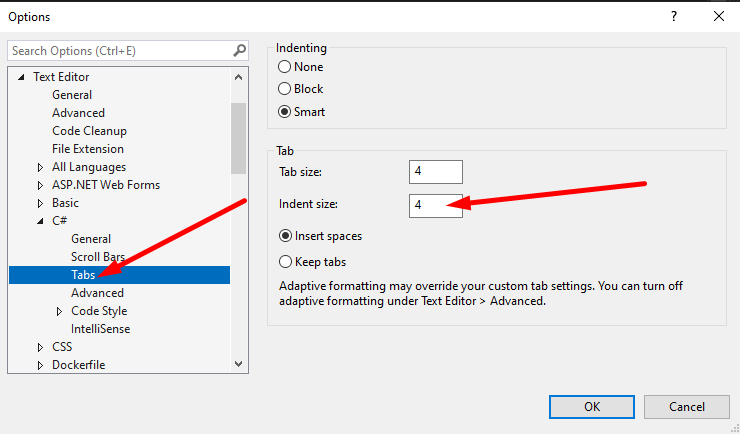 Options
?
Search Options (Ctrl+E)
Text Editor
General
Advanced
Code Cleanup
File Extension
All Languages
ASP.NET Web Forms
Basic
C#
General
Scroll Bars
Tabs
Advanced
Code Style
IntelliSense
CSS
Dockerfile
Indenting
None
Block
Smart
Tab
Tab size: 4
Indent size: 4
Insert spaces
Keep tabs
Adaptive formatting may override your custom tab settings. You can turn off
adaptive formatting under Text Editor > Advanced.
OK Cancel